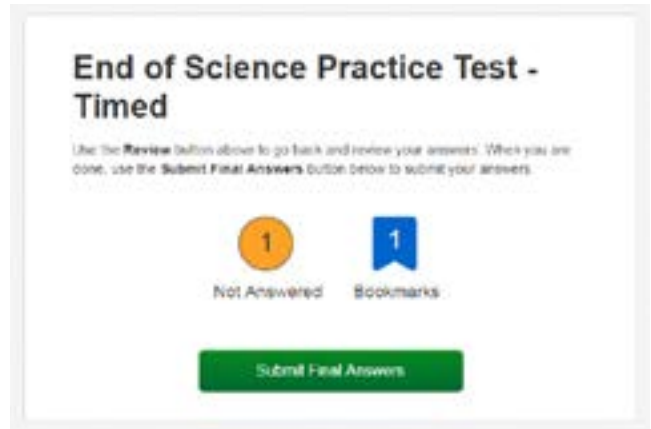 End of Science Practice Test -
Timed
Use the Review button above to go back and review your answers. When you are
done, use the Submit Final Answers button below to submit your answers.
1
1
Not Answered
Bookmarks
Submit Final Answers